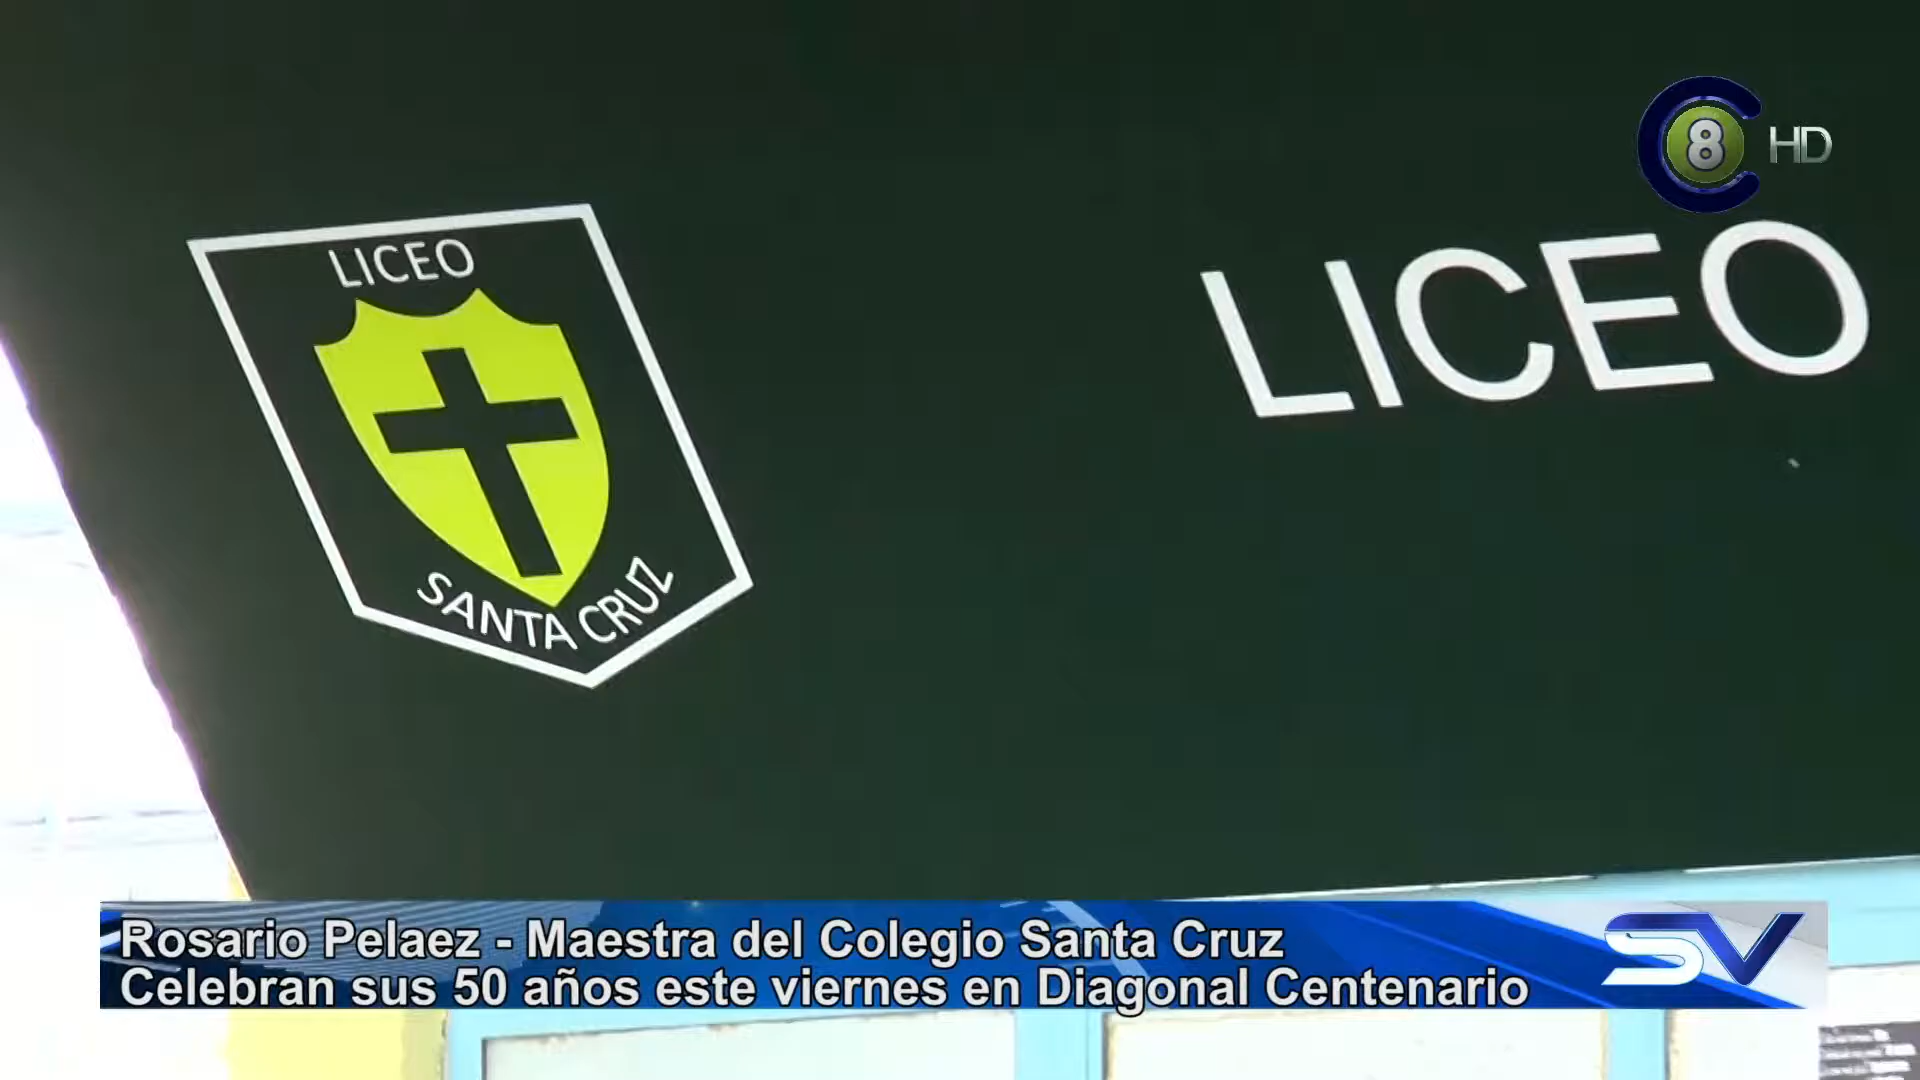 8 HD
LICEO
LICEO
SANTA CRUZ
Rosario Pelaez - Maestra del Colegio Santa Cruz
Celebran sus 50 años este viernes en Diagonal Centenario
SV